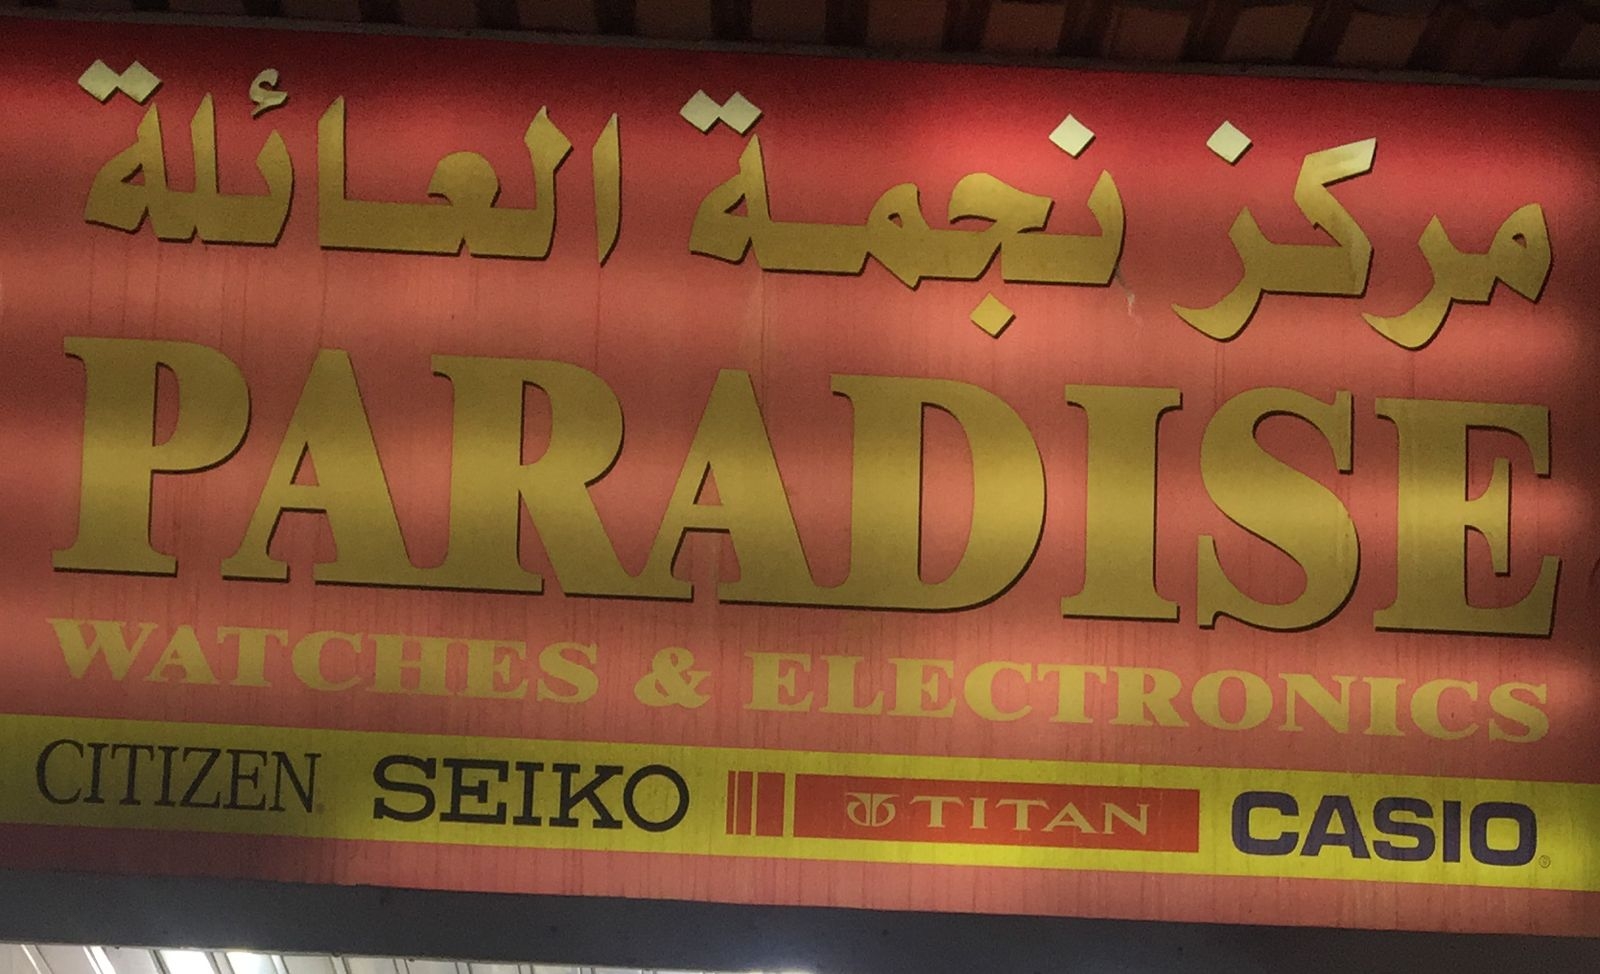 مركز نجمة العائلة
PARADISE
WATCHES & ELECTRONICS
CITIZEN SEIKO TITAN CASIO